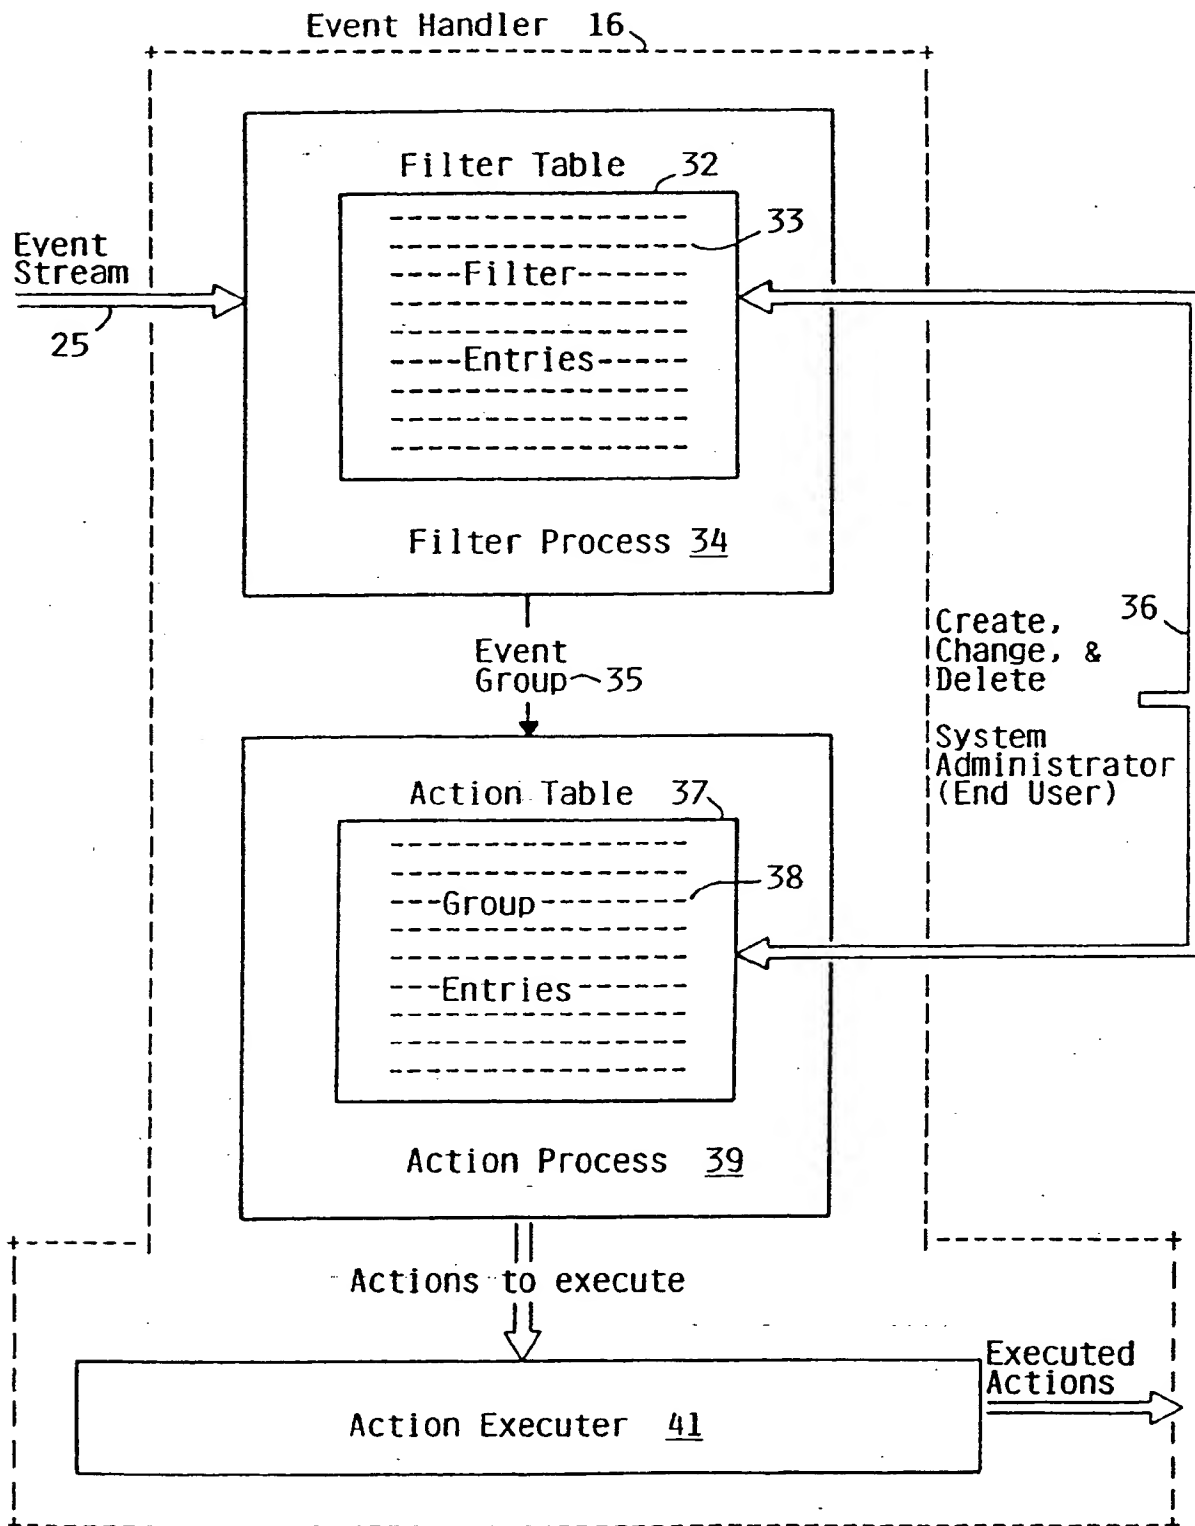 Event Handler 16
Filter Table 32
33
Filter
Entries
Event
Stream
25
Filter Process 34
Event
Group 35
36
Create,
Change, &
Delete
System
Administrator
(End User)
Action Table 37
38
Group
Entries
Action Process 39
Actions to execute
Executed
Actions
Action Executer 41